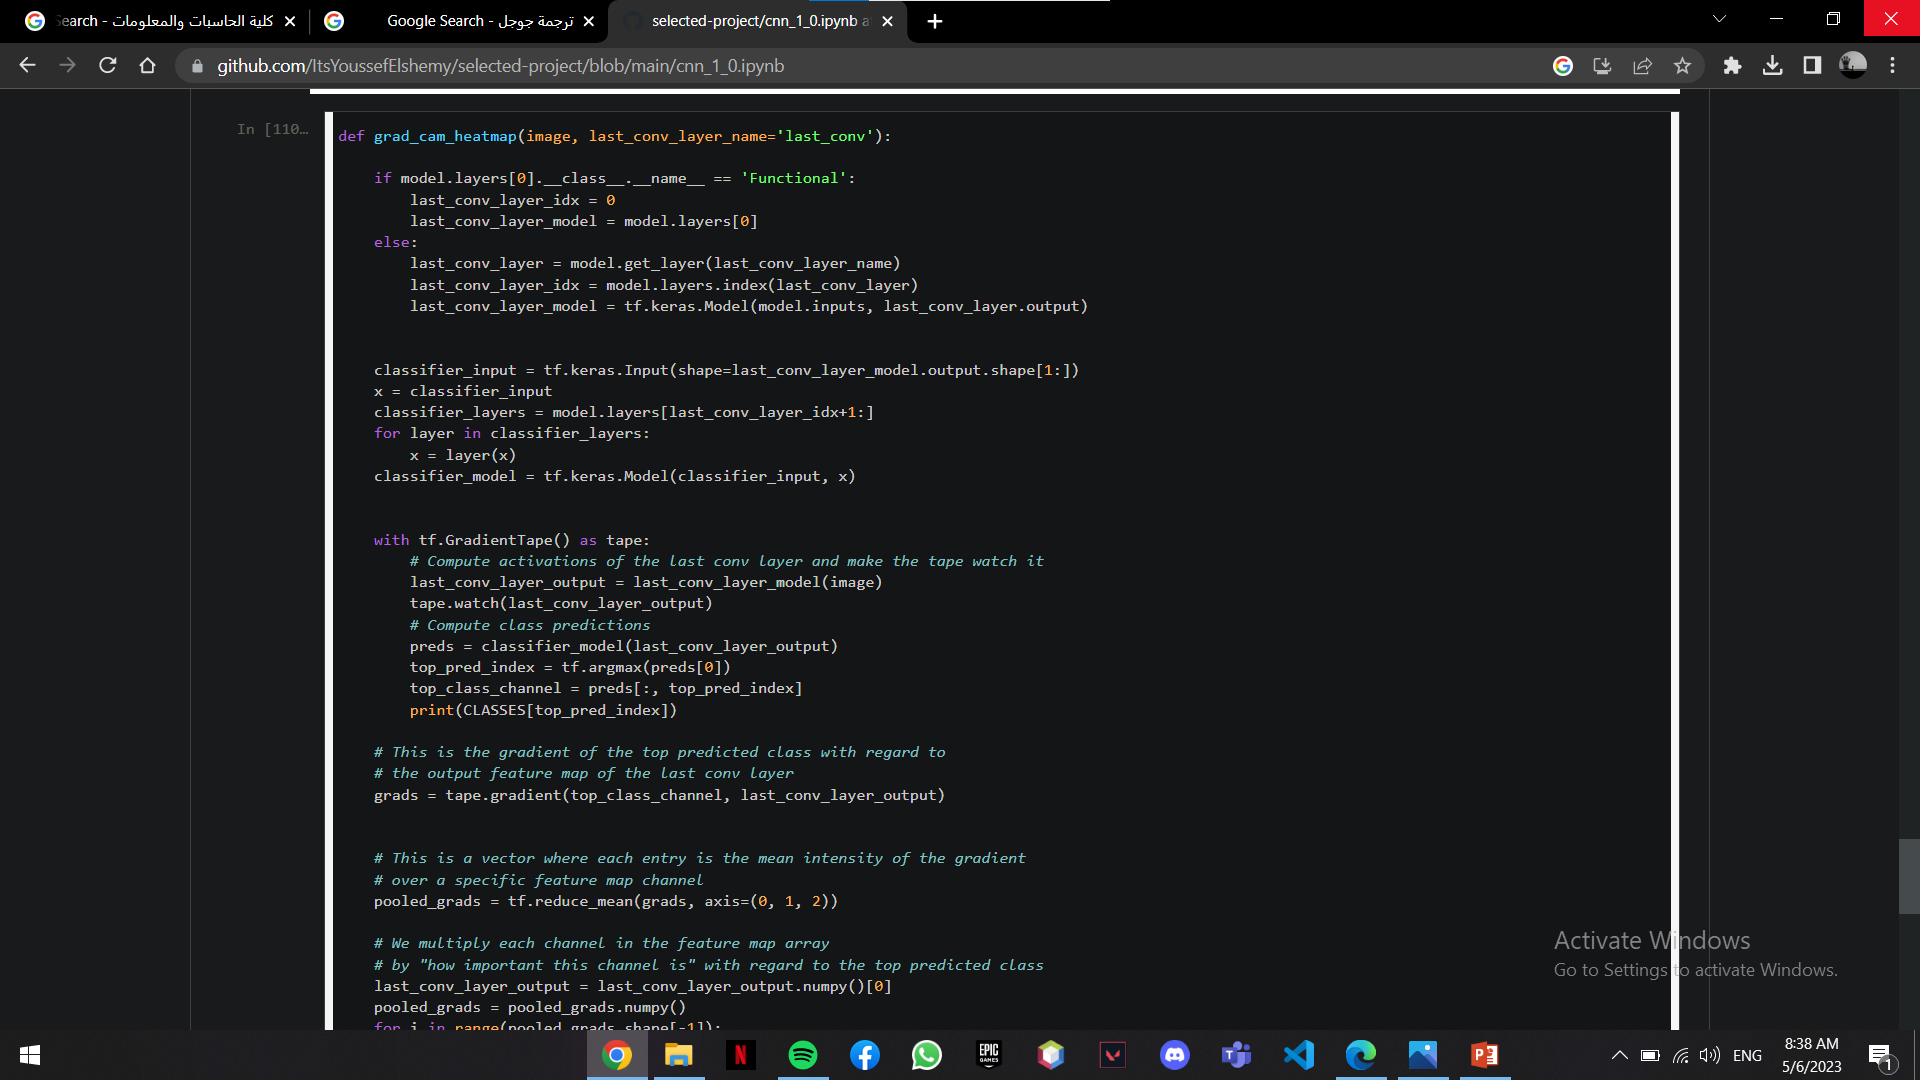 Search - كلية الحاسبات والمعلومات
Google Search - ترجمة جوجل
selected-project/cnn_1_0.ipynb a
github.com/ItsYoussefElshemy/selected-project/blob/main/cnn_1_0.ipynb
In [110…
def grad_cam_heatmap(image, last_conv_layer_name='last_conv'):
if model.layers[0].__class__.__name__ == 'Functional':
last_conv_layer_idx = 0
last_conv_layer_model = model.layers[0]
else:
last_conv_layer = model.get_layer(last_conv_layer_name)
last_conv_layer_idx = model.layers.index(last_conv_layer)
last_conv_layer_model = tf.keras.Model(model.inputs, last_conv_layer.output)
classifier_input = tf.keras.Input(shape=last_conv_layer_model.output.shape[1:])
x = classifier_input
classifier_layers = model.layers[last_conv_layer_idx+1:]
for layer in classifier_layers:
x = layer(x)
classifier_model = tf.keras.Model(classifier_input, x)
with tf.GradientTape() as tape:
# Compute activations of the last conv layer and make the tape watch it
last_conv_layer_output = last_conv_layer_model(image)
tape.watch(last_conv_layer_output)
# Compute class predictions
preds = classifier_model(last_conv_layer_output)
top_pred_index = tf.argmax(preds[0])
top_class_channel = preds[:, top_pred_index]
print(CLASSES[top_pred_index])
# This is the gradient of the top predicted class with regard to
# the output feature map of the last conv layer
grads = tape.gradient(top_class_channel, last_conv_layer_output)
# This is a vector where each entry is the mean intensity of the gradient
# over a specific feature map channel
pooled_grads = tf.reduce_mean(grads, axis=(0, 1, 2))
# We multiply each channel in the feature map array
# by "how important this channel is" with regard to the top predicted class
last_conv_layer_output = last_conv_layer_output.numpy()[0]
pooled_grads = pooled_grads.numpy()
for i in range(pooled_grads.shape[-1]):
Activate Windows
Go to Settings to activate Windows.
EPIC
GAMES
ENG
8:38 AM
5/6/2023
1